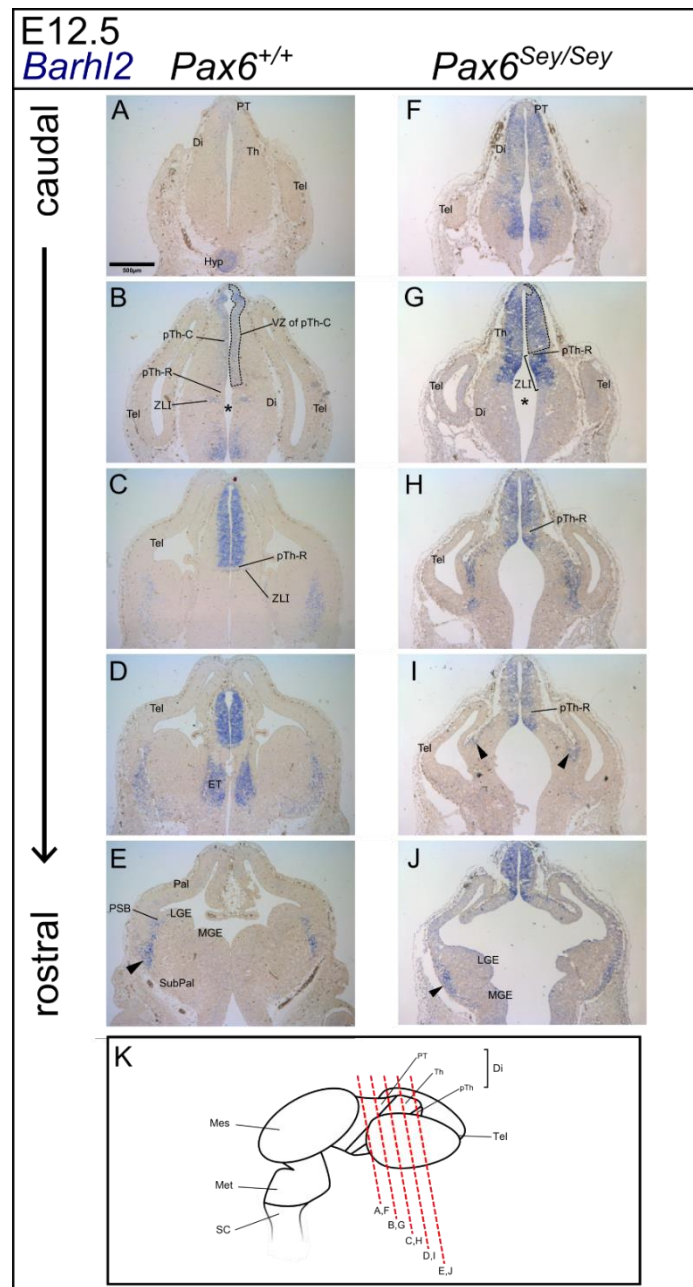 E12.5
Barhl2 Pax6+/+ Pax6Sey/Sey
caudal
rostral
A
PT
Di
Th
Tel
Hyp
500µm
F
PT
Di
Tel
B
pTh-C
VZ of pTh-C
pTh-R
ZLI
Di
Tel
Tel
*
G
Th
pTh-R
ZLI
Tel
Tel
Di
*
C
Tel
pTh-R
ZLI
H
pTh-R
Tel
D
Tel
ET
I
pTh-R
Tel
E
Pal
PSB
LGE
MGE
SubPal
J
LGE
MGE
K
PT
Th
Di
pTh
Mes
Tel
Met
SC
A,F
B,G
C,H
D,I
E,J